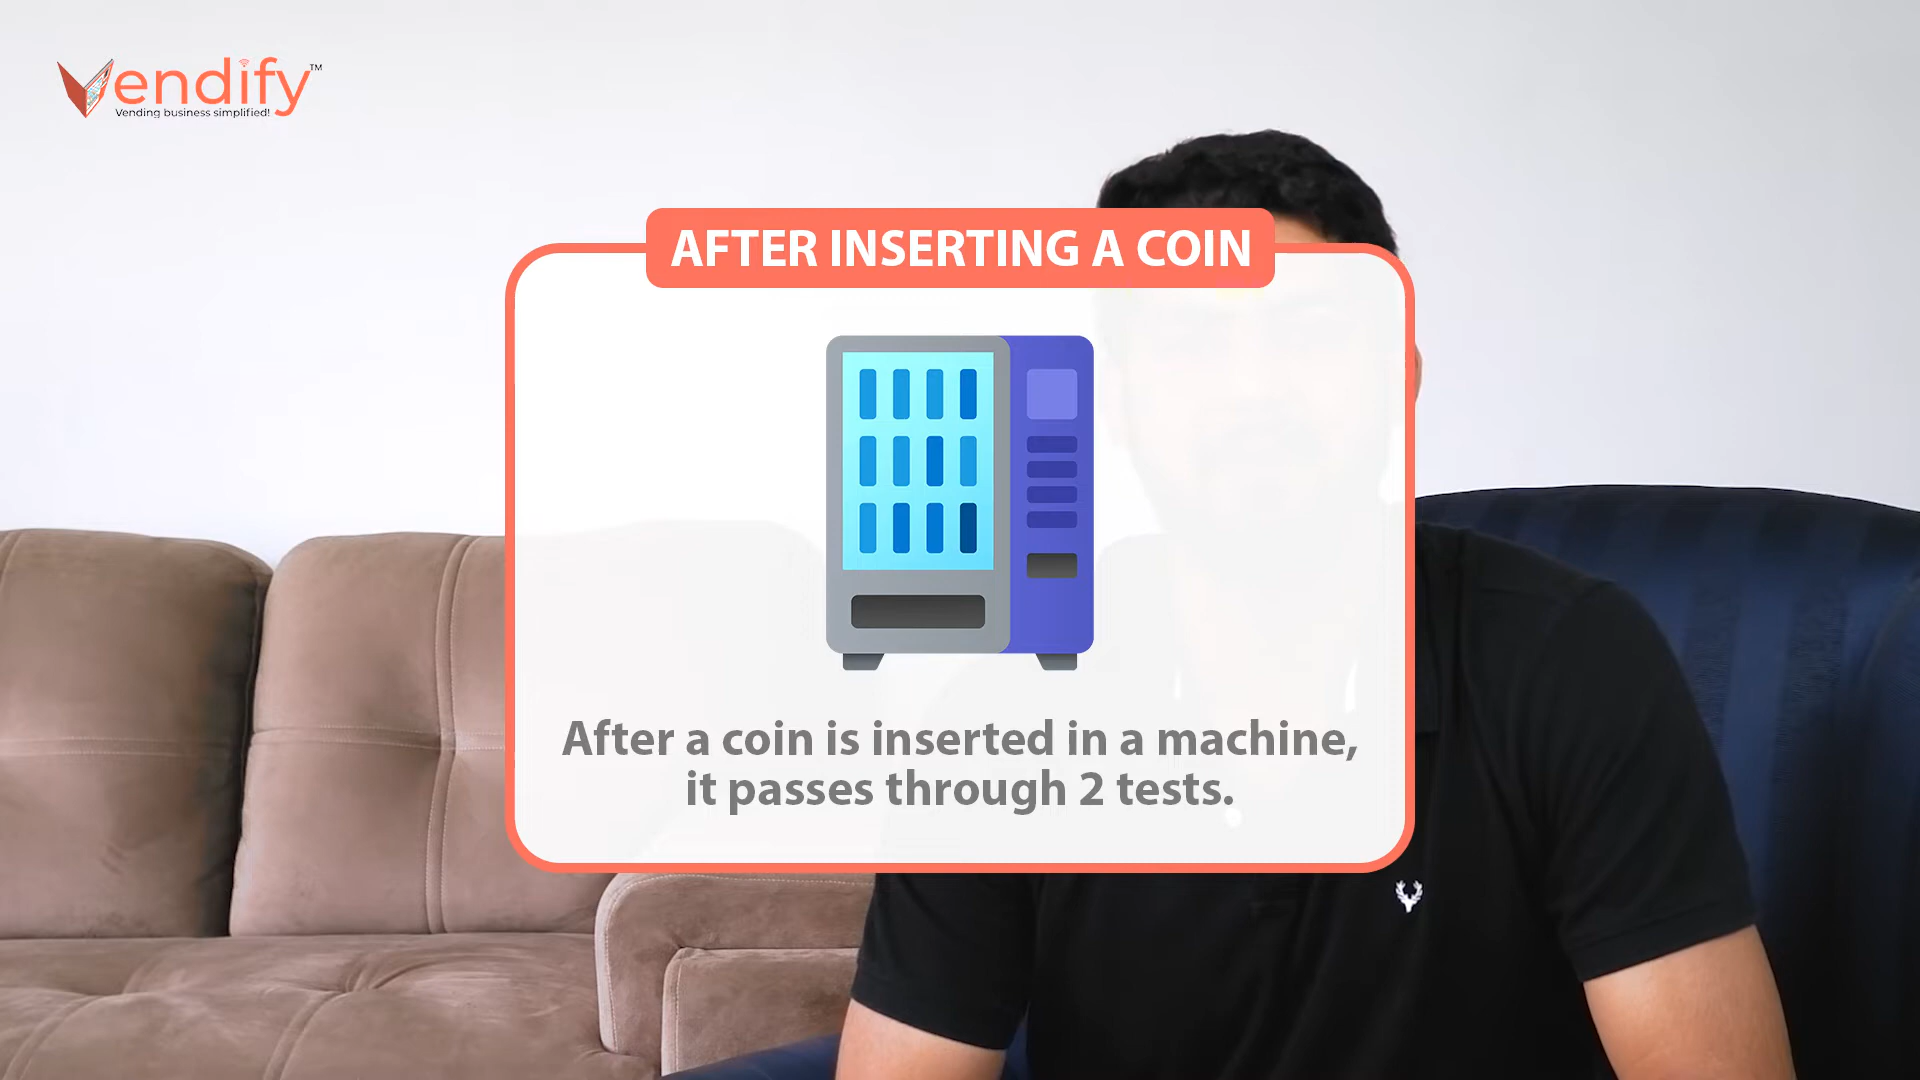 Vendify™
Vending business simplified!
AFTER INSERTING A COIN
After a coin is inserted in a machine,
it passes through 2 tests.